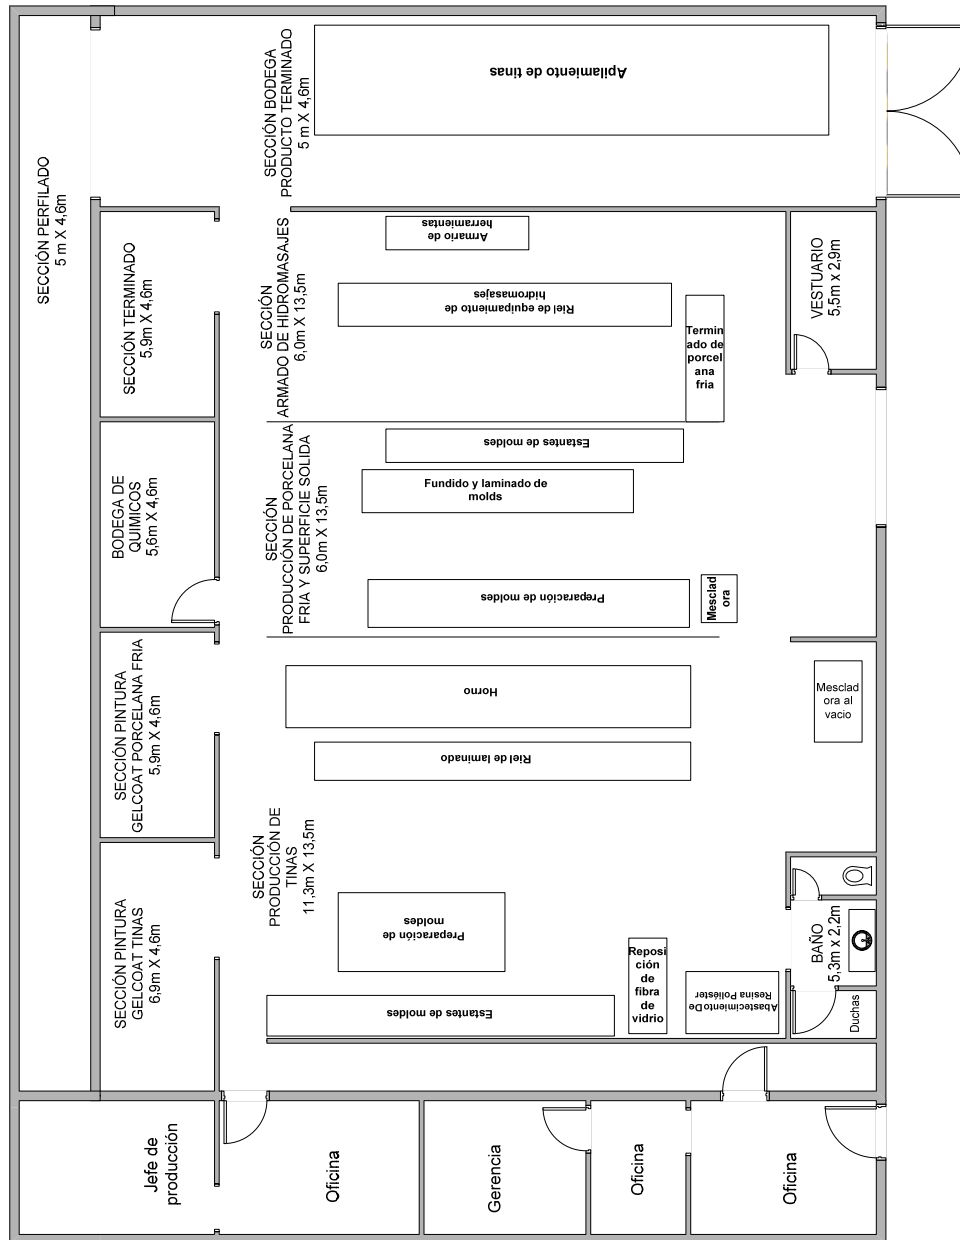 SECCIÓN PERFILADO
5 m X 4,6m
SECCIÓN BODEGA
PRODUCTO TERMINADO
5 m X 4,6m
Apilamiento de tinas
SECCIÓN TERMINADO
5,9m X 4,6m
SECCIÓN
ARMADO DE HIDROMASAJES
6,0m X 13,5m
Armario de
herramientas
Riel de equipamiento de
hidromasajes
Termin
ado de
porcel
ana
fria
VESTUARIO
5,5m x 2,9m
BODEGA DE
QUIMICOS
5,6m X 4,6m
SECCIÓN
PRODUCCIÓN DE PORCELANA
FRIA Y SUPERFICIE SOLIDA
6,0m X 13,5m
Estantes de moldes
Fundido y laminado de
molds
Preparación de moldes
Mesclad
ora
SECCIÓN PINTURA
GELCOAT PORCELANA FRIA
5,9m X 4,6m
Horno
Riel de laminado
Mesclad
ora al
vacio
SECCIÓN PINTURA
GELCOAT TINAS
6,9m X 4,6m
SECCIÓN
PRODUCCIÓN DE
TINAS
11,3m X 13,5m
Preparación de
moldes
Estantes de moldes
Reposi
ción
de
fibra
de
vidrio
Abastecimiento De
Resina Poliéster
BAÑO
5,3m x 2,2m
Duchas
Jefe de
producción
Oficina
Gerencia
Oficina
Oficina